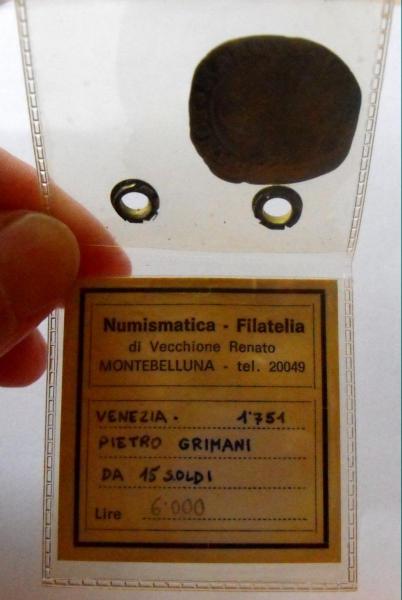 Numismatica - Filatelia
di Vecchione Renato
MONTEBELLUNA - tel. 20049
VENEZIA. 1751
PIETRO GRIMANI
DA 15 SOLDI
Lire 6.000